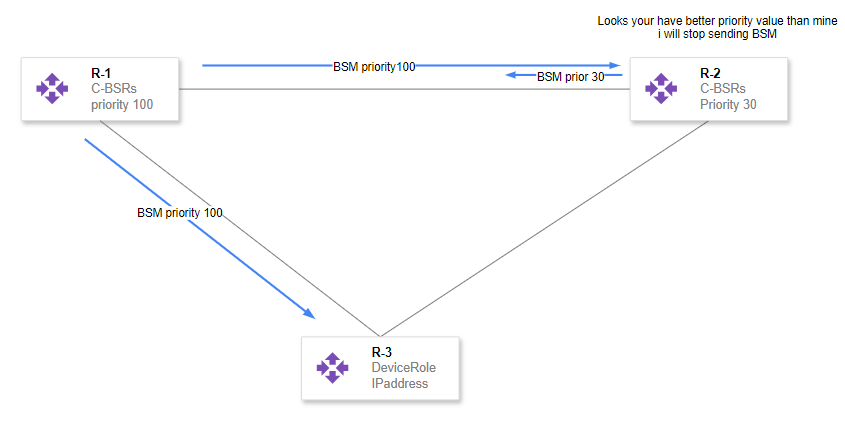 Looks your have better priority value than mine
i will stop sending BSM
R-1
C-BSRs
priority 100
BSM priority100
BSM prior 30
R-2
C-BSRs
Priority 30
BSM priority 100
R-3
DeviceRole
IPaddress